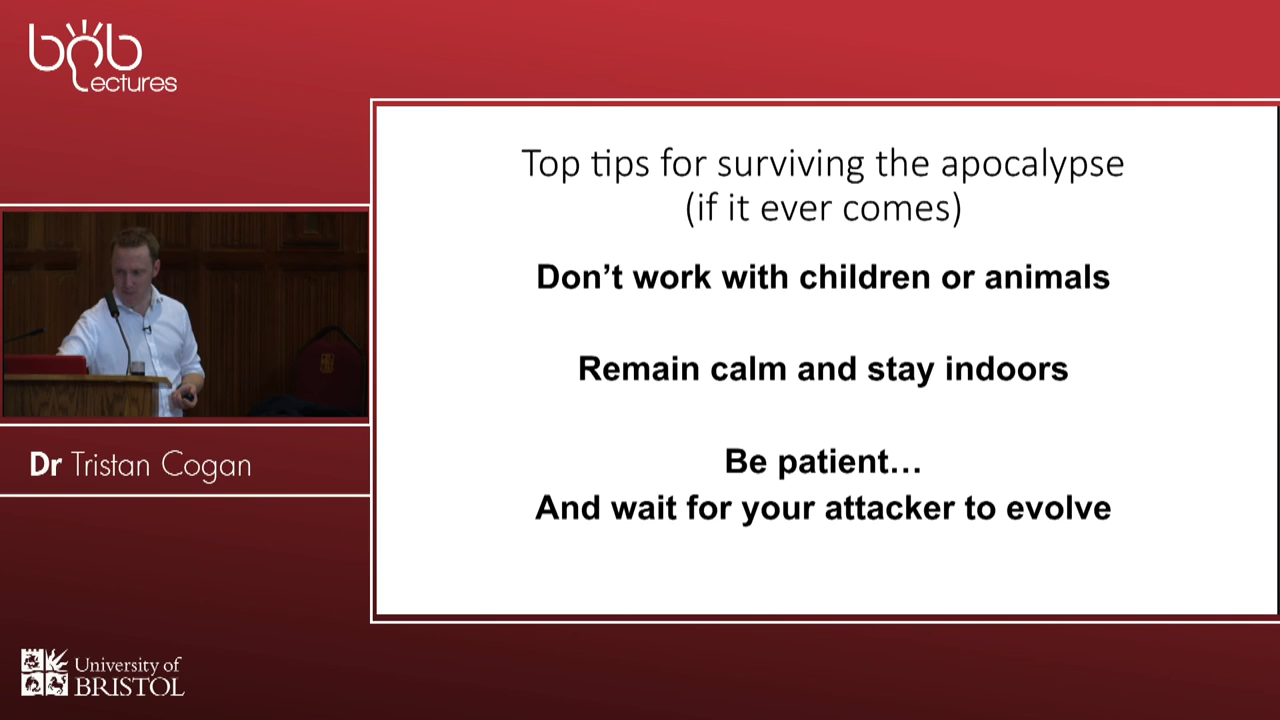 bob
Lectures
Top tips for surviving the apocalypse
(if it ever comes)
Don’t work with children or animals
Remain calm and stay indoors
Be patient…
And wait for your attacker to evolve
Dr Tristan Cogan
University of
BRISTOL